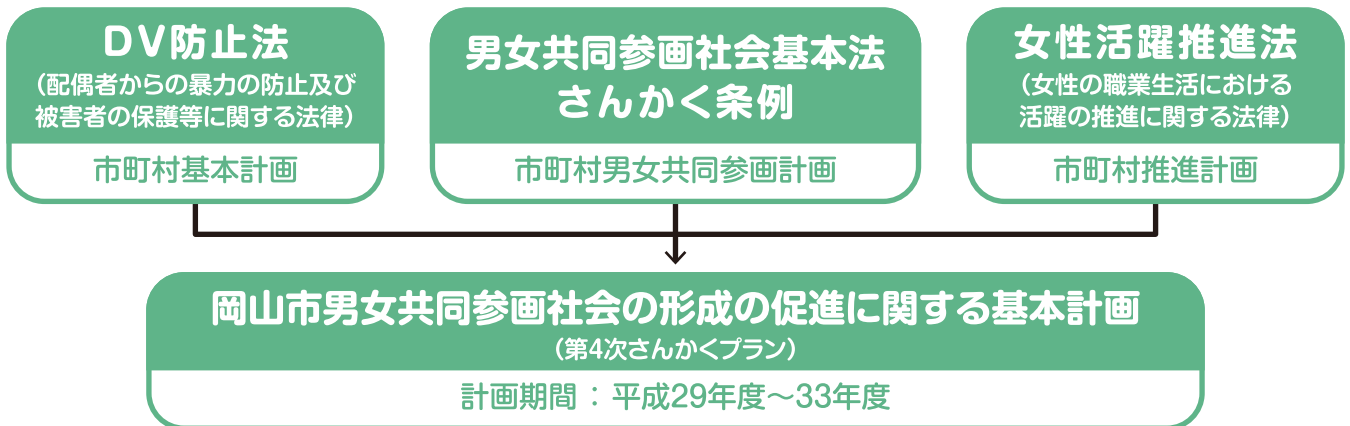 DV防止法
(配偶者からの暴力の防止及び
被害者の保護等に関する法律)
市町村基本計画
男女共同参画社会基本法
さんかく条例
市町村男女共同参画計画
女性活躍推進法
(女性の職業生活における
活躍の推進に関する法律)
市町村推進計画
岡山市男女共同参画社会の形成の促進に関する基本計画
(第4次さんかくプラン)
計画期間:平成29年度〜33年度